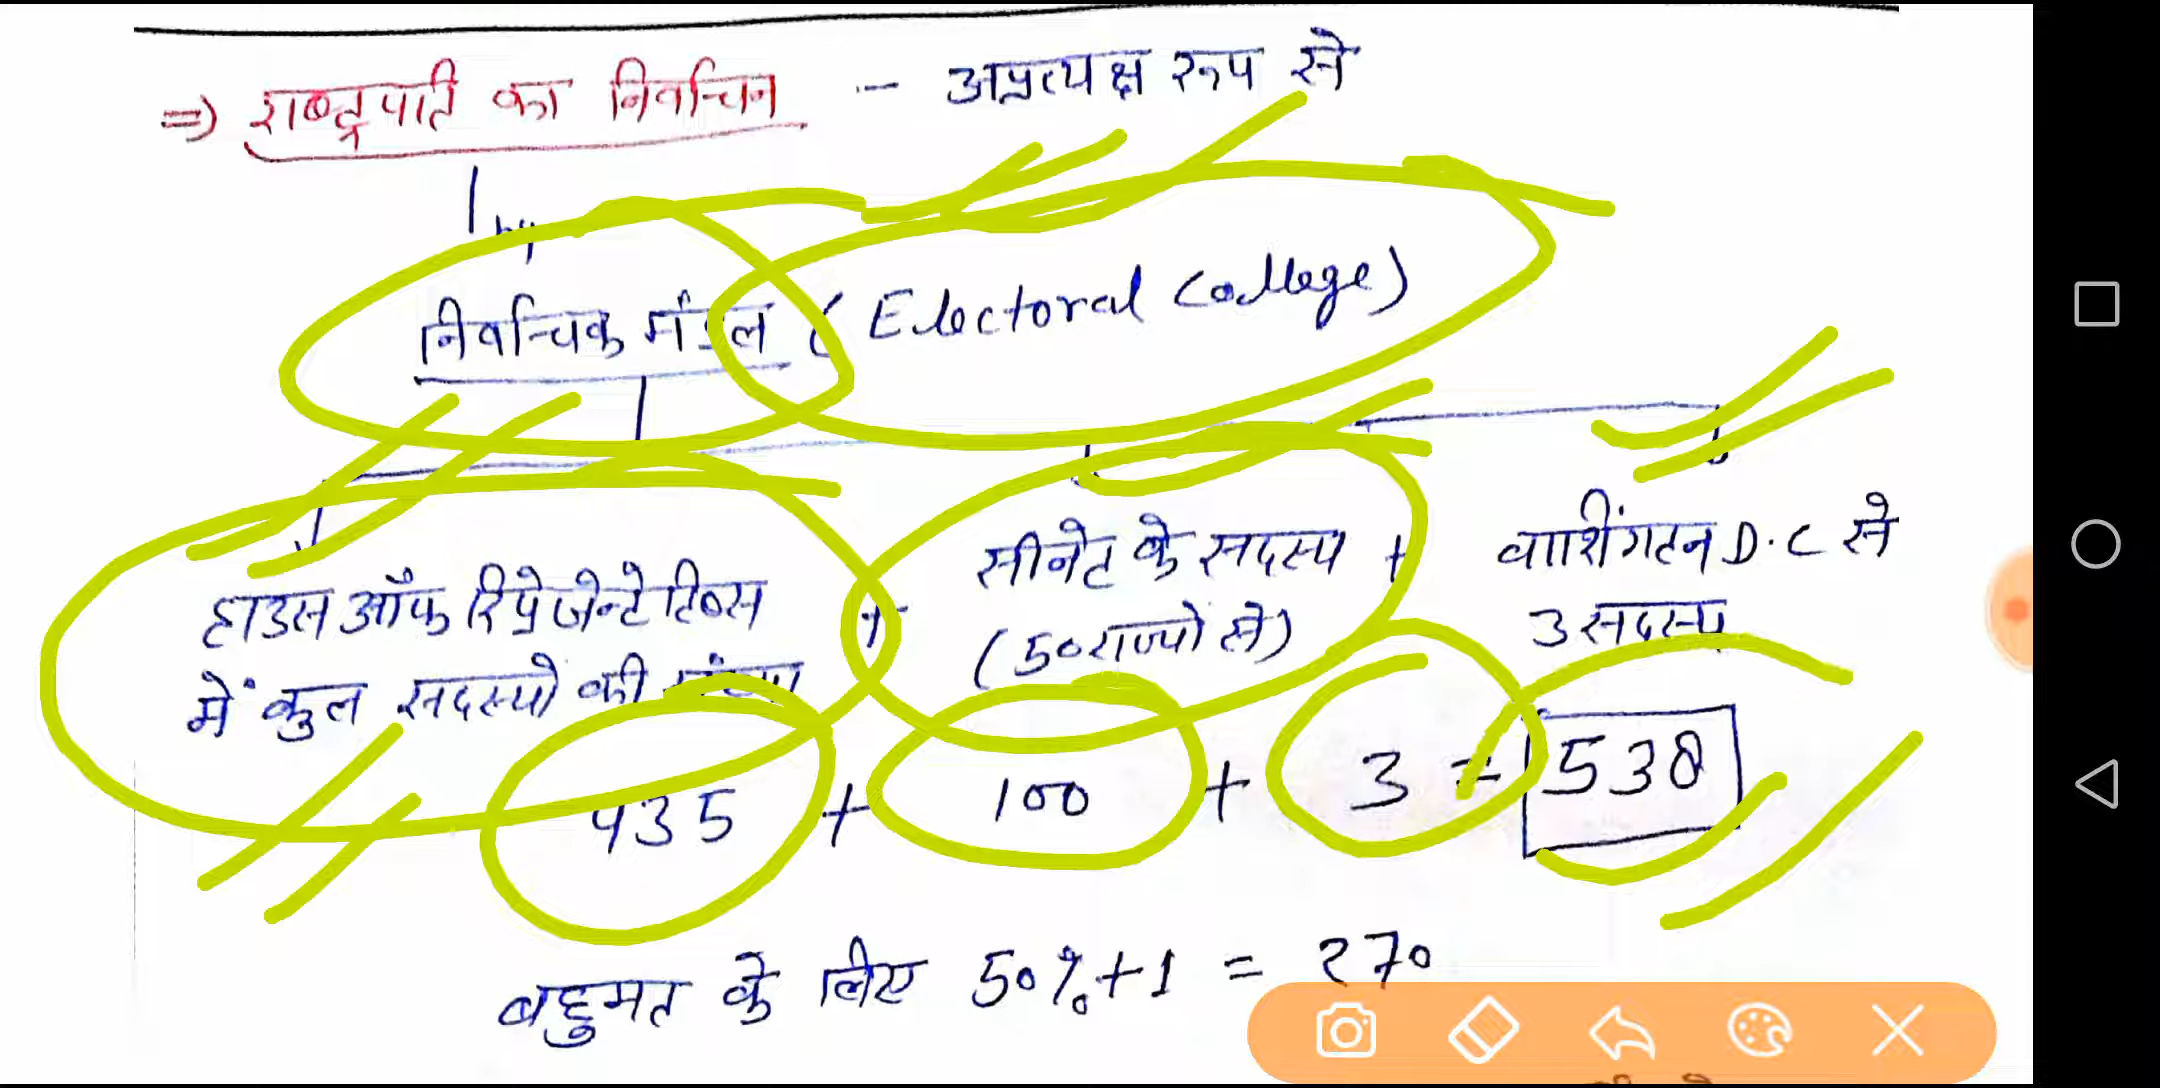 => राष्ट्रपति का निर्वाचन - अप्रत्यक्ष रूप से
by
निर्वाचक मंडल (Electoral College)
हाउस ऑफ रिप्रेजेन्टेटिव्स + सीनेट के सदस्य + वाशिंगटन D.C से
में कुल सदस्यो की संख्या (50 राज्यो से) 3 सदस्य
435 + 100 + 3 = 538
बहुमत के लिए 50%+1 = 270